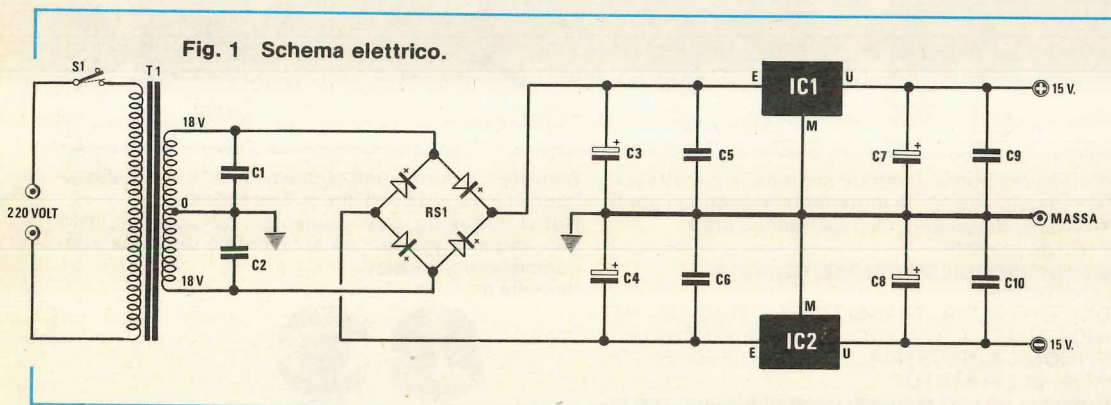 Fig. 1 Schema elettrico.
S1
T1
18 V
C1
0
C2
18 V
220 VOLT
RS1
E
IC1
U
M
15 V.
C3
C5
C7
C9
MASSA
C4
C6
C8
C10
M
E
IC2
U
15 V.